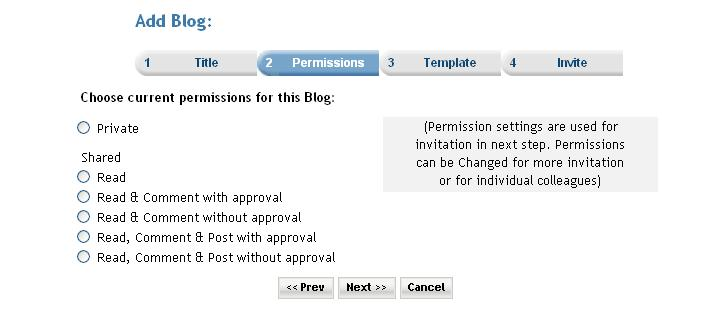 Add Blog:
1 Title 2 Permissions 3 Template 4 Invite
Choose current permissions for this Blog:
Private
Shared
Read
Read & Comment with approval
Read & Comment without approval
Read, Comment & Post with approval
Read, Comment & Post without approval
(Permission settings are used for
invitation in next step. Permissions
can be Changed for more invitation
or for individual colleagues)
<< Prev Next >> Cancel